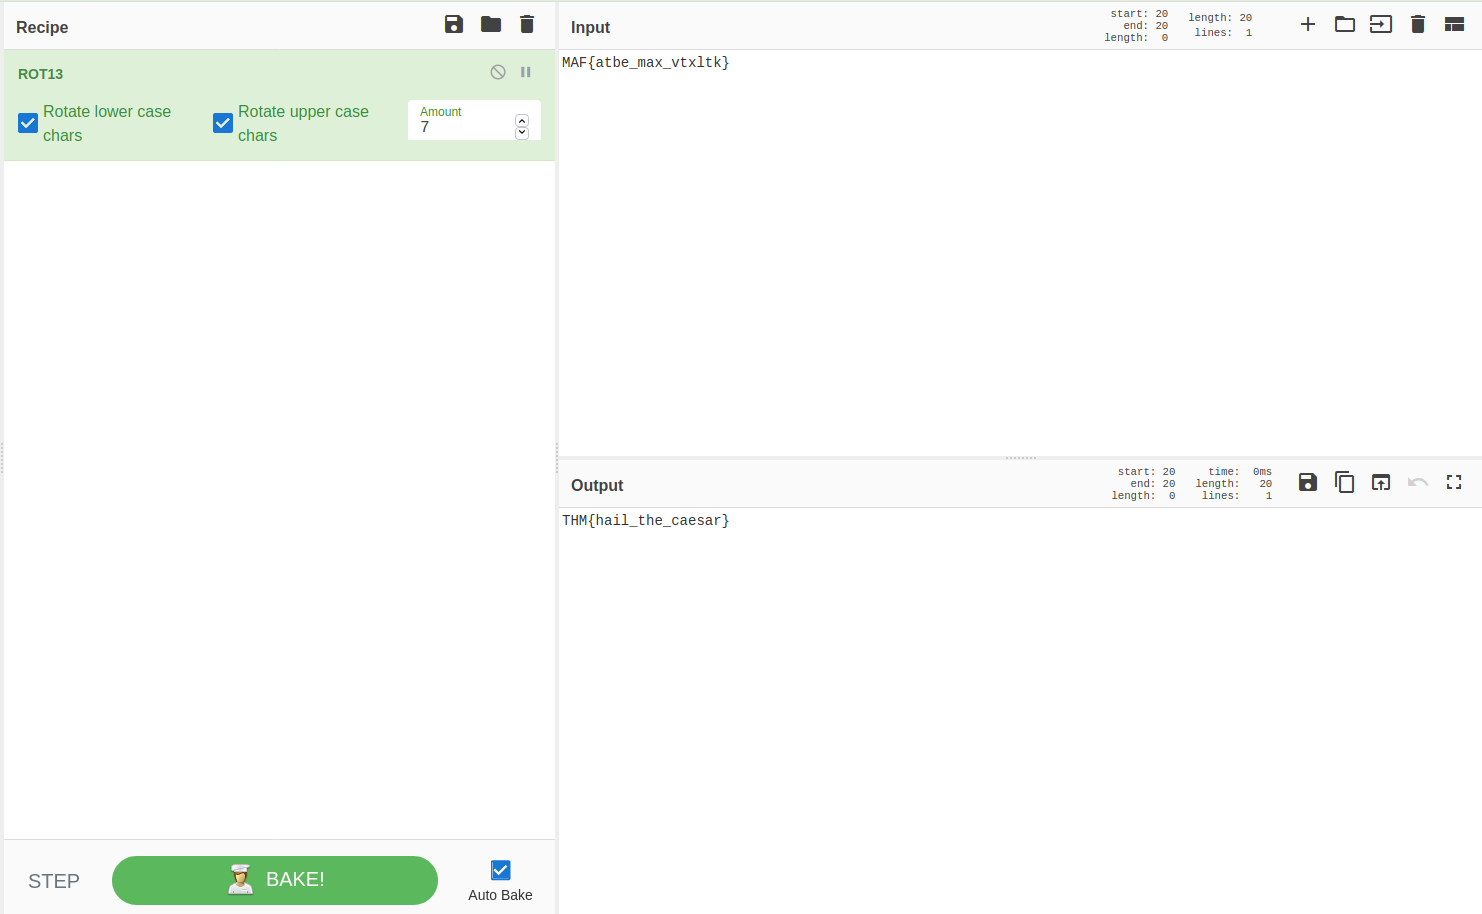 Recipe
ROT13
Rotate lower case
chars
Rotate upper case
chars
Amount
7
STEP
BAKE!
Auto Bake
Input
start: 20
end: 20
length: 0
length: 20
lines: 1
MAF{atbe_max_vtxltk}
Output
start: 20
end: 20
length: 0
time: 0ms
length: 20
lines: 1
THM{hail_the_caesar}